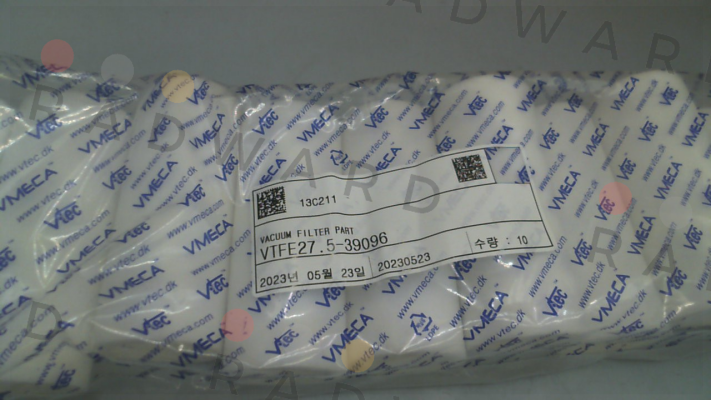 13C211
VACUUM FILTER PART
VTFE27.5-39096
2023년 05월 23일 20230523 수량 : 10
VMECA
www.vmeca.com
Vtec
www.vtec.dk
RADWARD